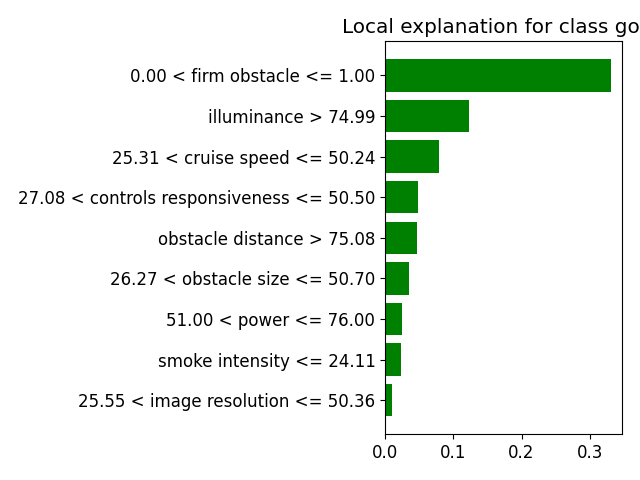 Local explanation for class go
0.00 < firm obstacle <= 1.00
illuminance > 74.99
25.31 < cruise speed <= 50.24
27.08 < controls responsiveness <= 50.50
obstacle distance > 75.08
26.27 < obstacle size <= 50.70
51.00 < power <= 76.00
smoke intensity <= 24.11
25.55 < image resolution <= 50.36
0.0 0.1 0.2 0.3